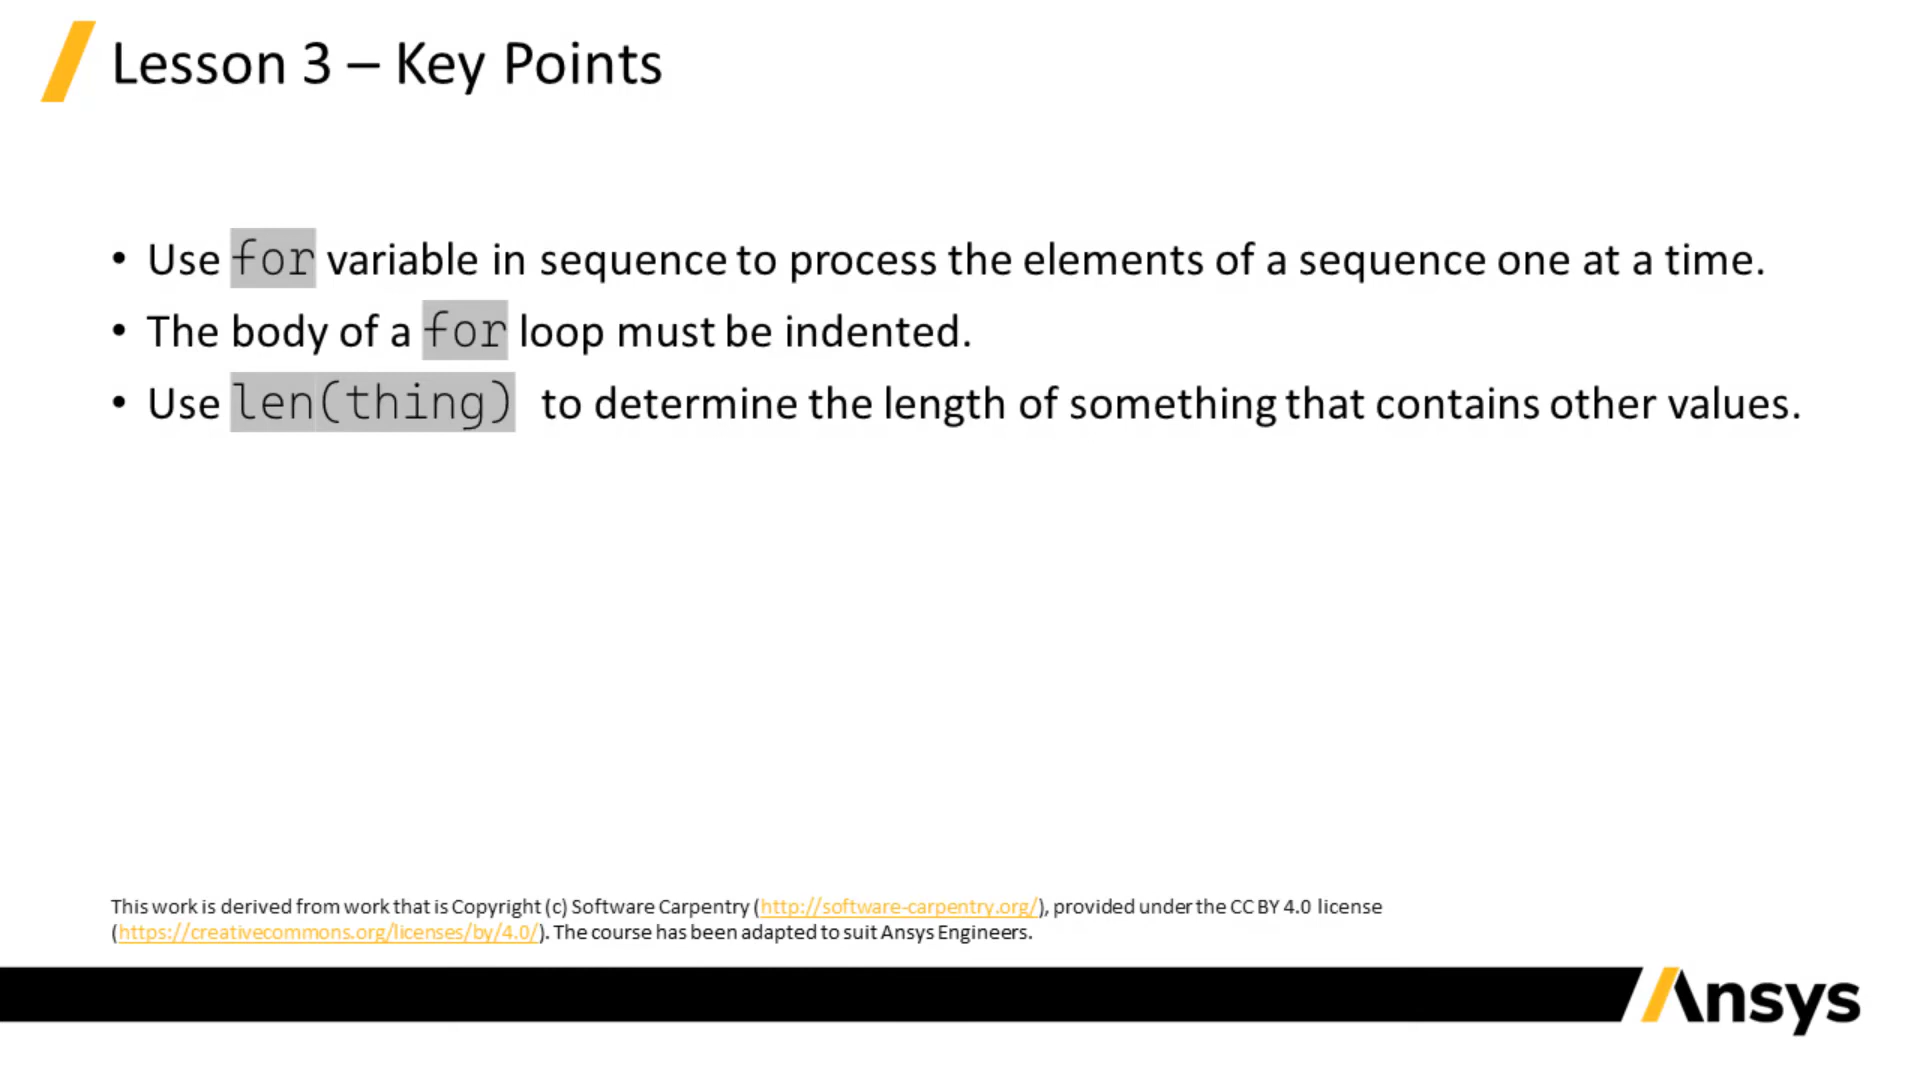 Lesson 3 – Key Points
• Use for variable in sequence to process the elements of a sequence one at a time.
• The body of a for loop must be indented.
• Use len(thing) to determine the length of something that contains other values.
This work is derived from work that is Copyright (c) Software Carpentry (http://software-carpentry.org/), provided under the CC BY 4.0 license
(https://creativecommons.org/licenses/by/4.0/). The course has been adapted to suit Ansys Engineers.
Ansys